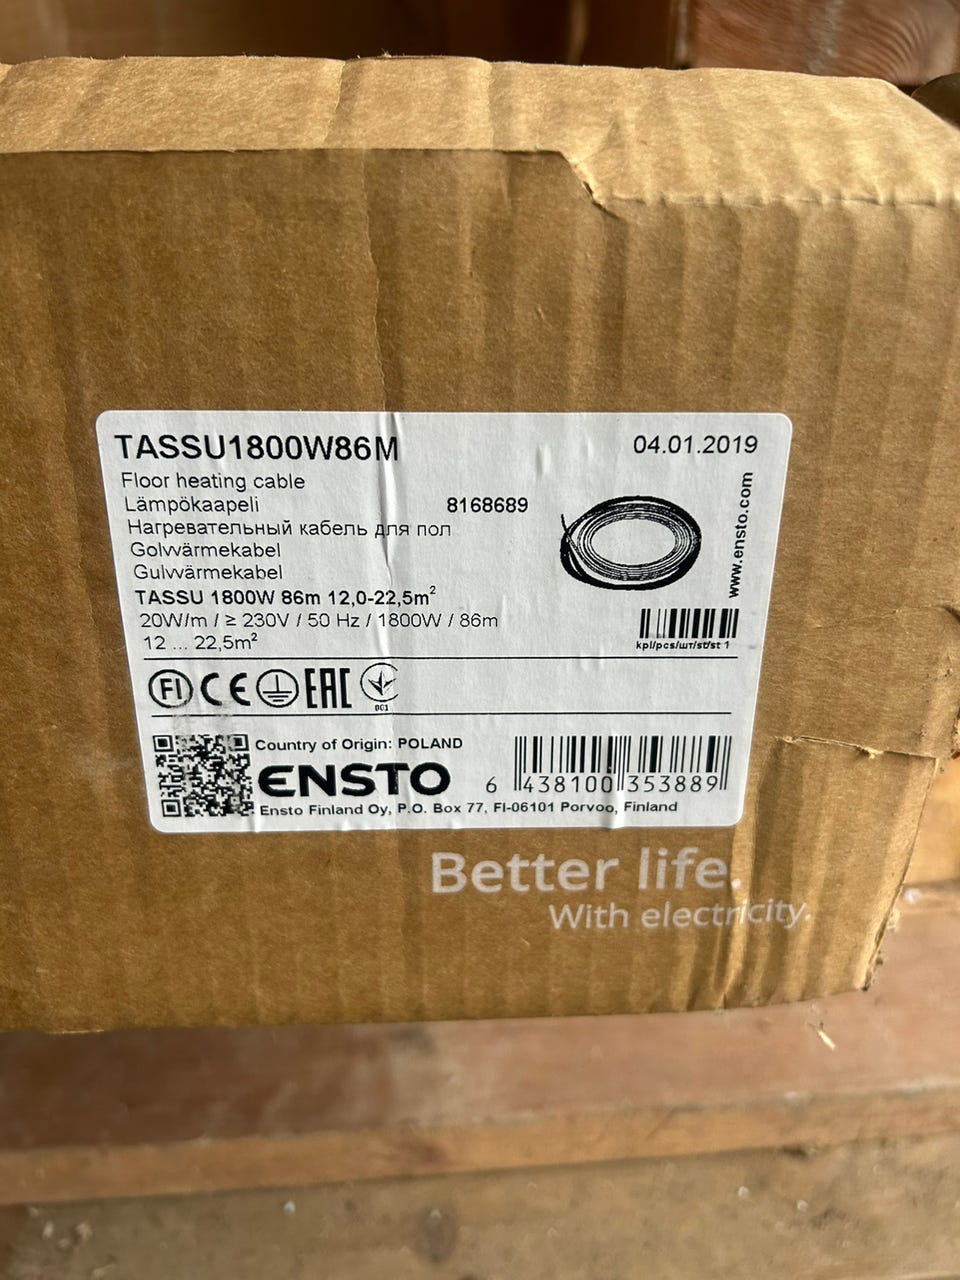 TASSU1800W86M
04.01.2019
Floor heating cable
Lämpökaapeli
8168689
Нагревательный кабель для пол
Golvvärmekabel
Gulvvärmekabel
TASSU 1800W 86m 12,0-22,5m²
20W/m / ≥ 230V / 50 Hz / 1800W / 86m
12 ... 22,5m²
www.ensto.com
kpl/pcs/шт/st/st 1
FI CE EAC
001
Country of Origin: POLAND
ENSTO
6 438100 353889
Ensto Finland Oy, P.O. Box 77, FI-06101 Porvoo, Finland
Better life.
With electricity.